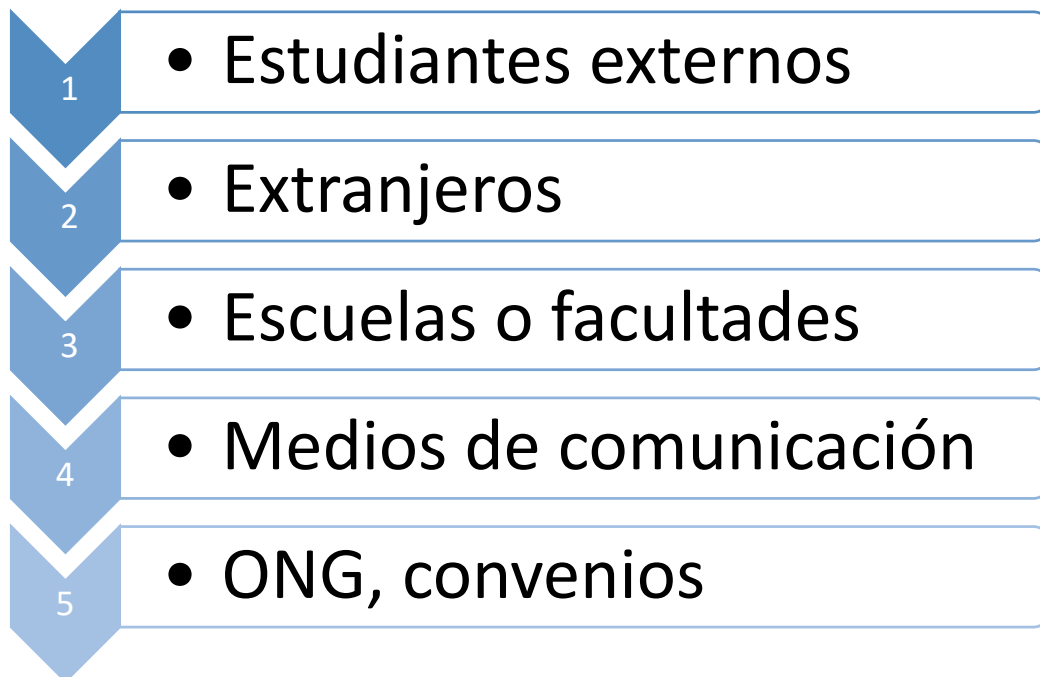 1
• Estudiantes externos
2
• Extranjeros
3
• Escuelas o facultades
4
• Medios de comunicación
5
• ONG, convenios